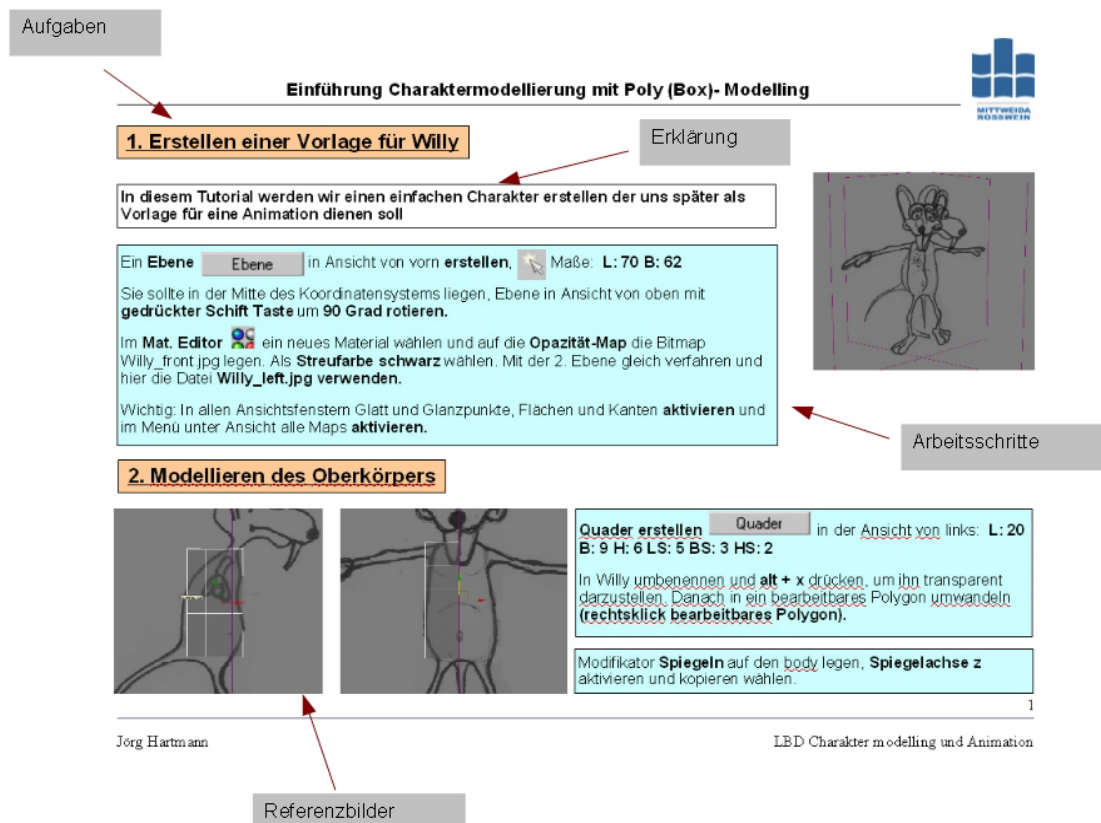 Aufgaben
Einführung Charaktermodellierung mit Poly (Box)- Modelling
MITTWEIDA
ROSSWEIN
1. Erstellen einer Vorlage für Willy
Erklärung
In diesem Tutorial werden wir einen einfachen Charakter erstellen der uns später als
Vorlage für eine Animation dienen soll
Ein Ebene Ebene in Ansicht von vorn erstellen, Maße: L: 70 B: 62
Sie sollte in der Mitte des Koordinatensystems liegen, Ebene in Ansicht von oben mit
gedrückter Schift Taste um 90 Grad rotieren.
Im Mat. Editor ein neues Material wählen und auf die Opazität-Map die Bitmap
Willy_front.jpg legen. Als Streufarbe schwarz wählen. Mit der 2. Ebene gleich verfahren und
hier die Datei Willy_left.jpg verwenden.
Wichtig: In allen Ansichtsfenstern Glatt und Glanzpunkte, Flächen und Kanten aktivieren und
im Menü unter Ansicht alle Maps aktivieren.
Arbeitsschritte
2. Modellieren des Oberkörpers
Quader erstellen Quader in der Ansicht von links: L: 20
B: 9 H: 6 LS: 5 BS: 3 HS: 2
In Willy umbenennen und alt + x drücken, um ihn transparent
darzustellen. Danach in ein bearbeitbares Polygon umwandeln
(rechtsklick bearbeitbares Polygon).
Modifikator Spiegeln auf den body legen, Spiegelachse z
aktivieren und kopieren wählen.
1
Jörg Hartmann
LBD Charakter modelling und Animation
Referenzbilder